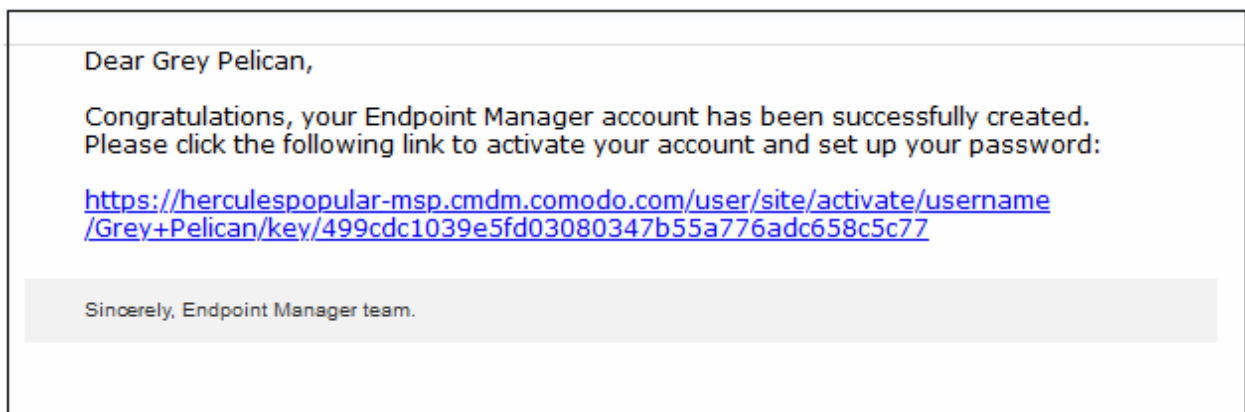 Dear Grey Pelican,
Congratulations, your Endpoint Manager account has been successfully created.
Please click the following link to activate your account and set up your password:
https://herculespopular-msp.cmdm.comodo.com/user/site/activate/username
/Grey+Pelican/key/499cdc1039e5fd03080347b55a776adc658c5c77
Sincerely, Endpoint Manager team.